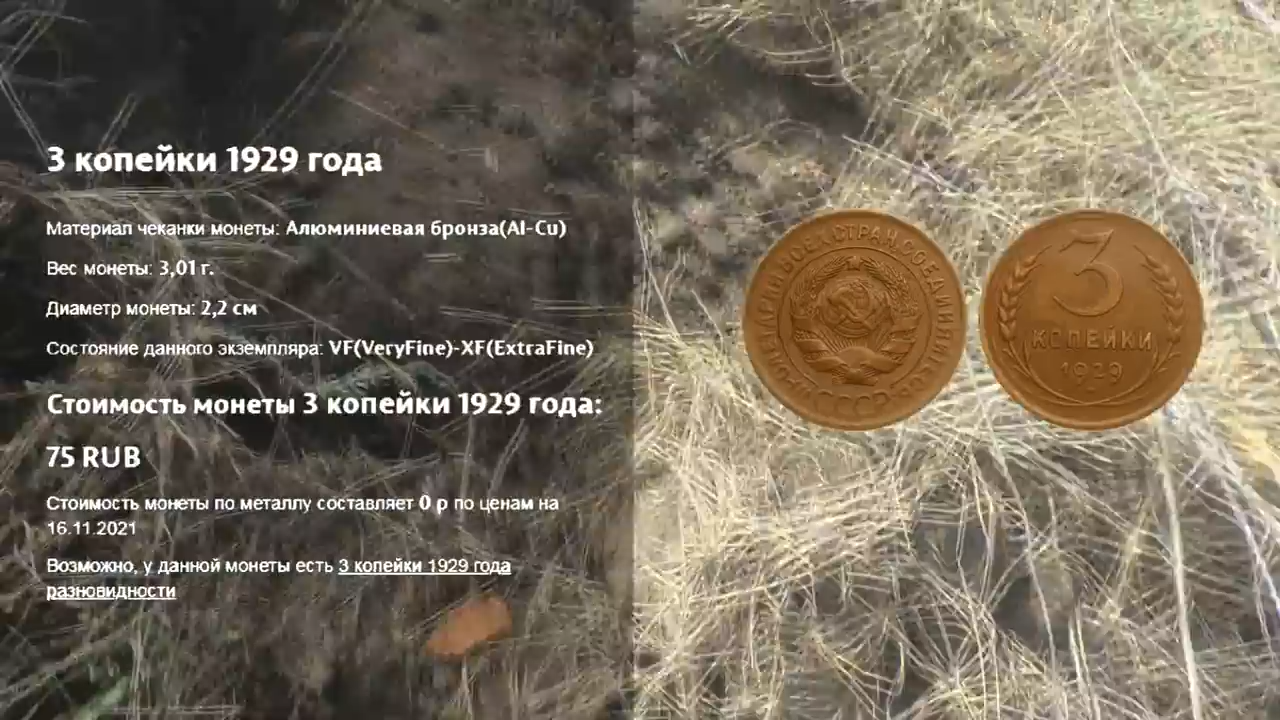 3 копейки 1929 года
Материал чеканки монеты: Алюминиевая бронза(Al-Cu)
Вес монеты: 3,01 г.
Диаметр монеты: 2,2 см
Состояние данного экземпляра: VF(VeryFine)-XF(ExtraFine)
Стоимость монеты 3 копейки 1929 года:
75 RUB
Стоимость монеты по металлу составляет 0 р по ценам на
16.11.2021
Возможно, у данной монеты есть 3 копейки 1929 года
разновидности
СССР
3
КОПЕЙКИ
1929